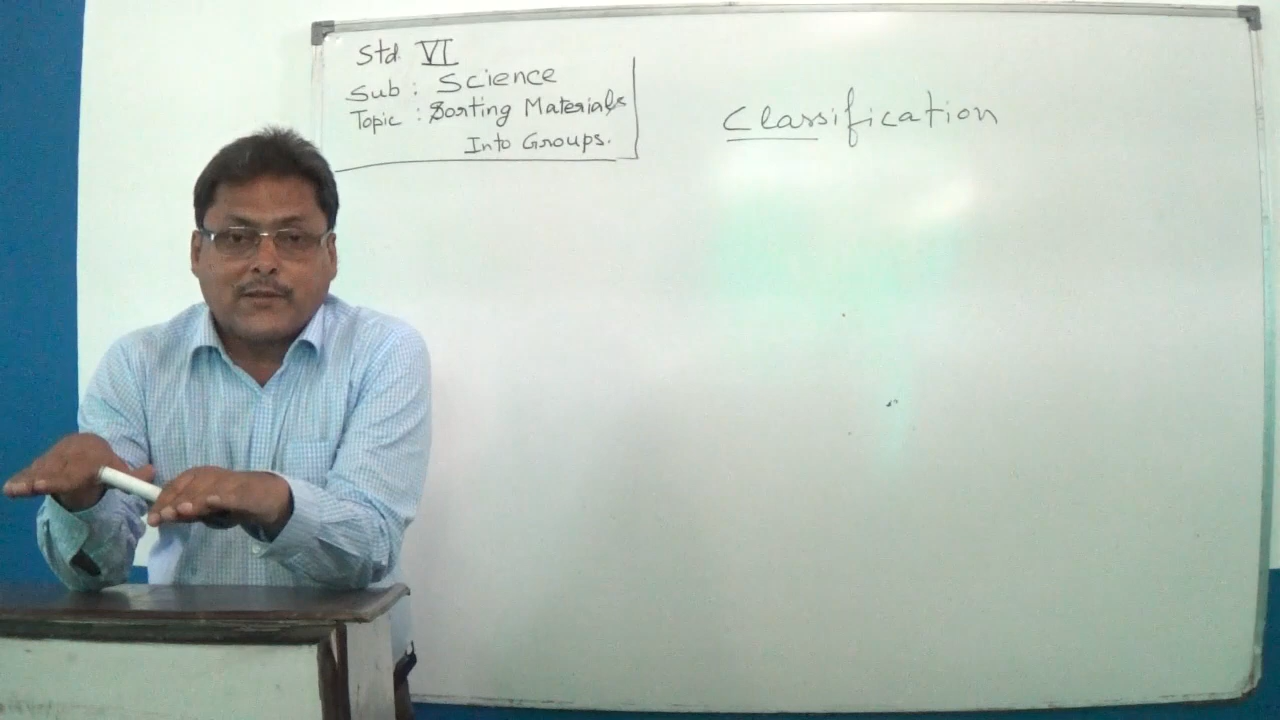 Std. VI
Sub : Science
Topic : Sorting Materials
Into Groups.
Classification